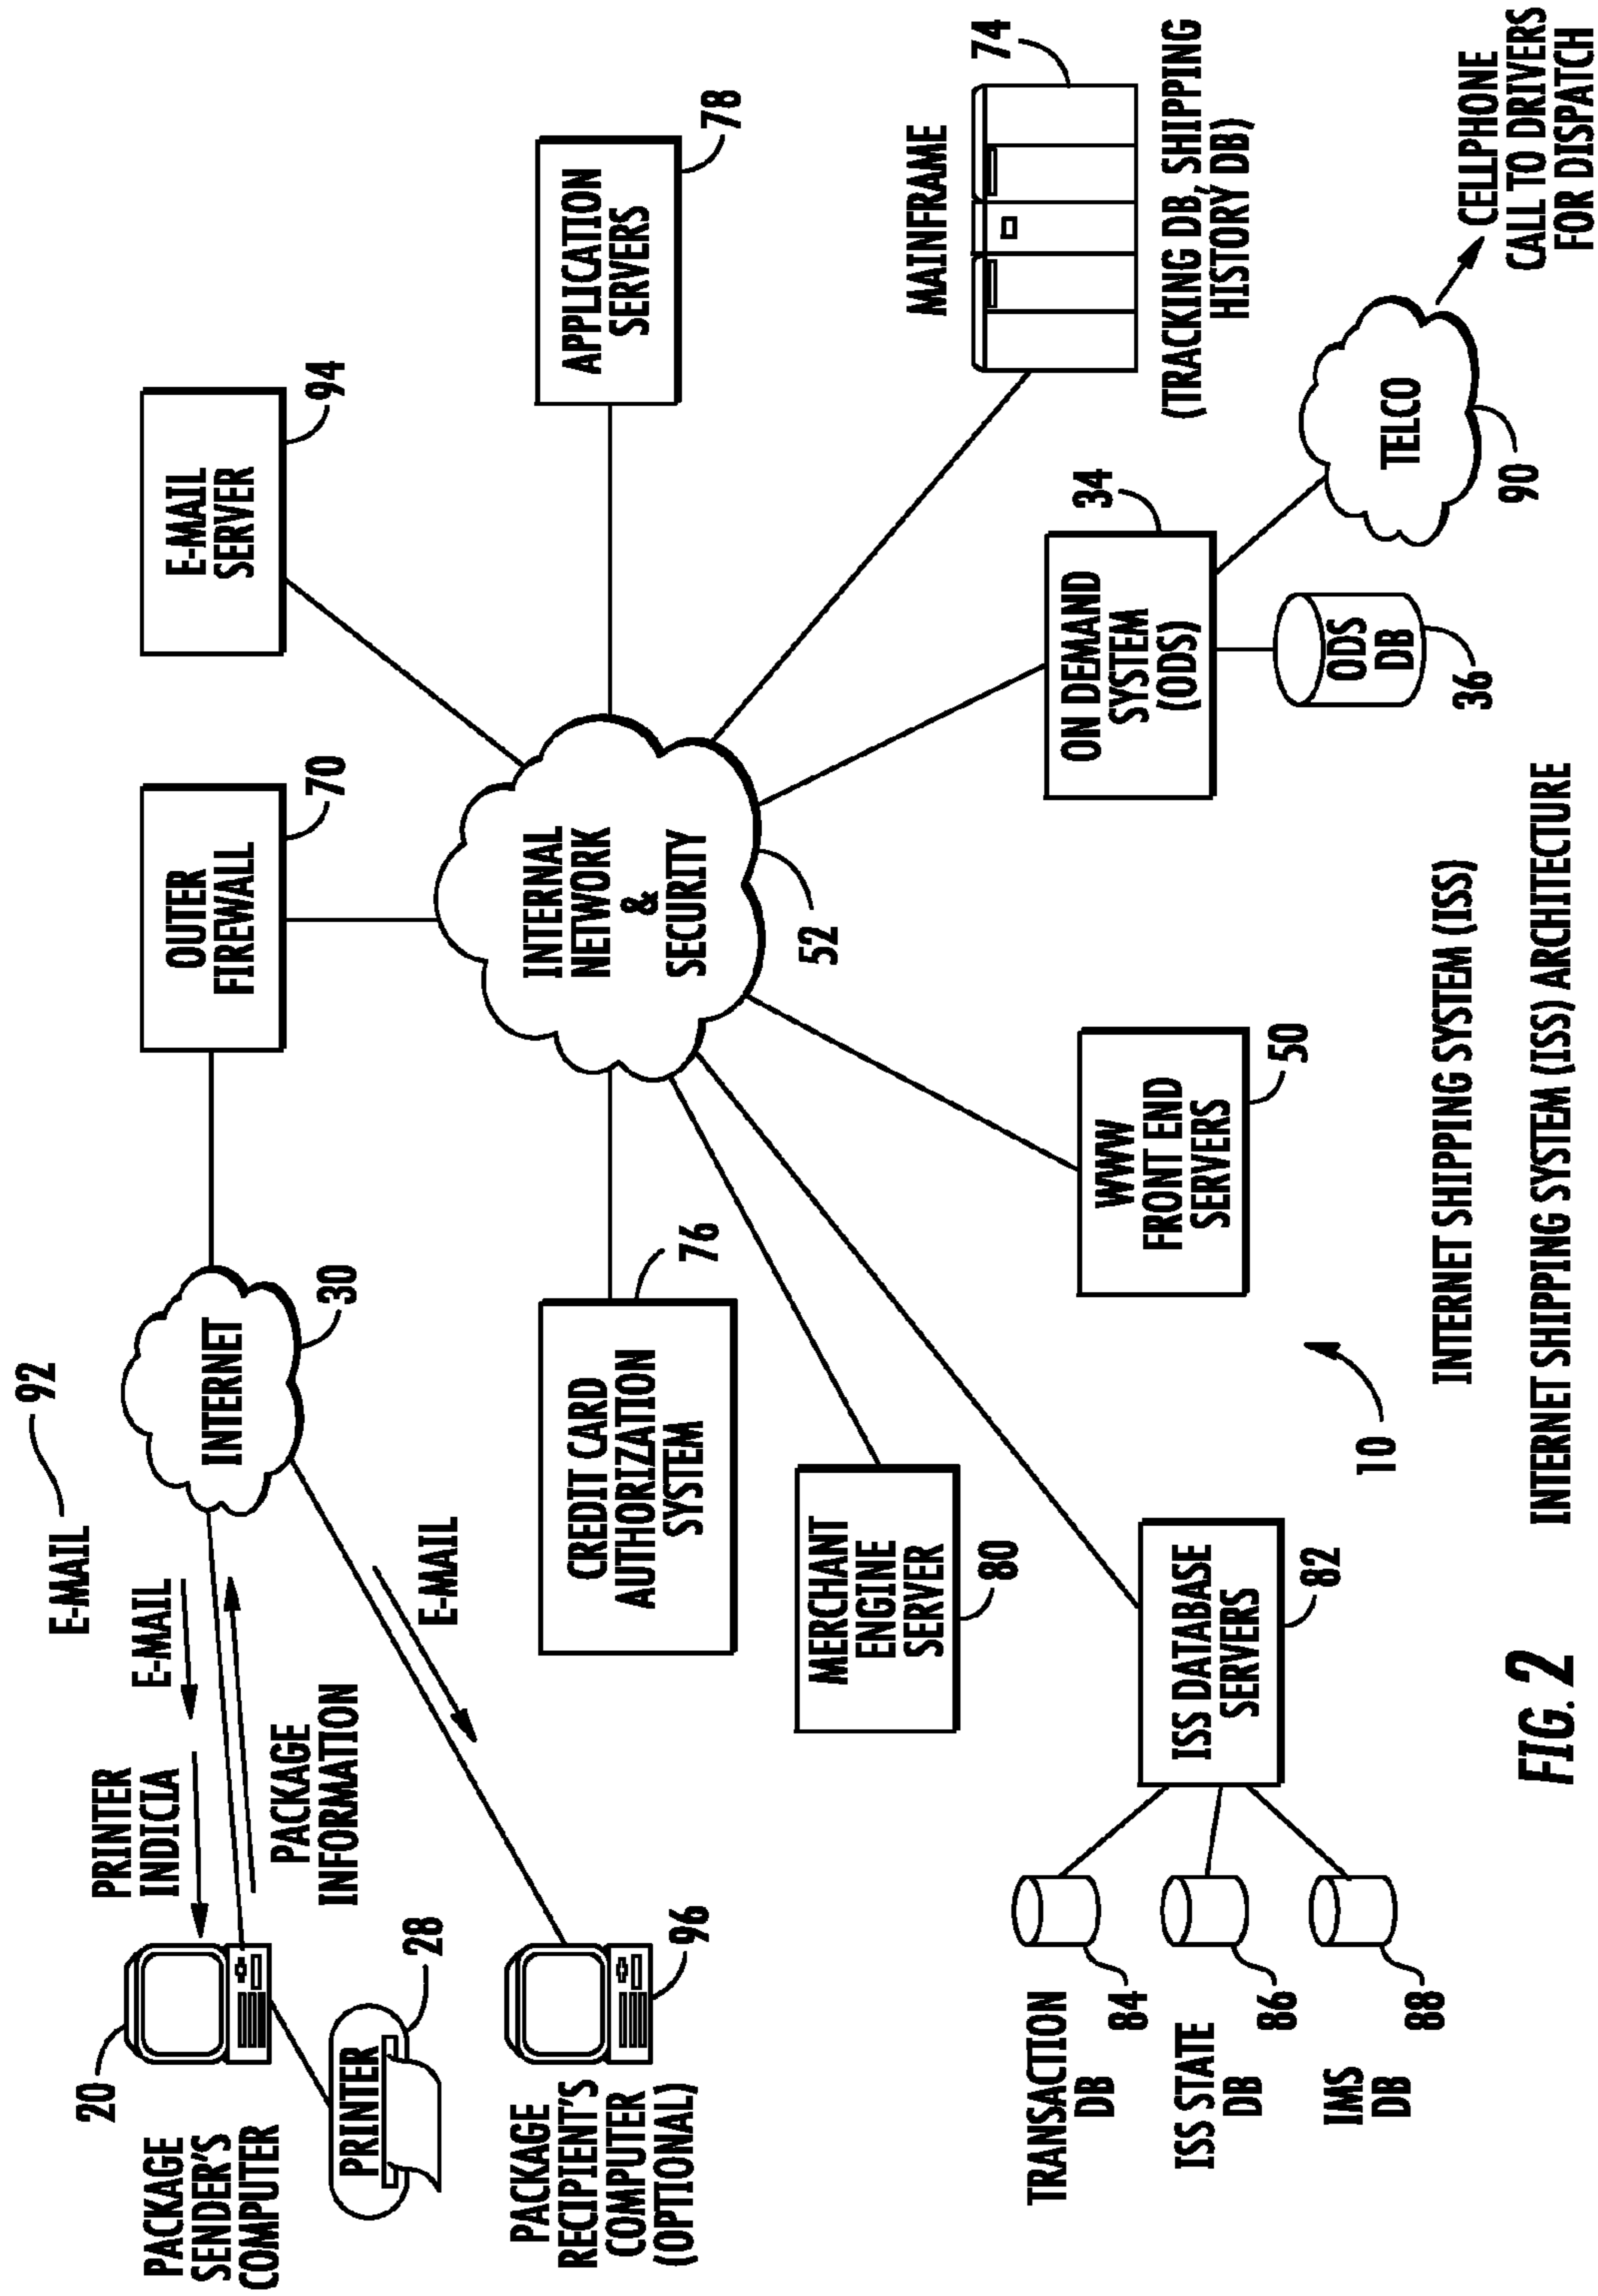 92
E-MAIL
E-MAIL
PRINTER
INDICIA
PACKAGE
INFORMATION
20
PACKAGE
SENDER'S
COMPUTER
PRINTER
28
INTERNET
30
E-MAIL
PACKAGE
RECIPIENT'S
COMPUTER
(OPTIONAL)
96
OUTER
FIREWALL
70
E-MAIL
SERVER
94
APPLICATION
SERVERS
78
INTERNAL
NETWORK
&
SECURITY
52
CREDIT CARD
AUTHORIZATION
SYSTEM
76
MERCHANT
ENGINE
SERVER
80
MAINFRAME
74
(TRACKING DB, SHIPPING
HISTORY DB)
ON DEMAND
SYSTEM
(ODS)
34
ODS
DB
36
TELCO
90
CELLPHONE
CALL TO DRIVERS
FOR DISPATCH
WWW
FRONT END
SERVERS
50
ISS DATABASE
SERVERS
82
TRANSACTION
DB
84
ISS STATE
DB
86
IMS
DB
88
10
INTERNET SHIPPING SYSTEM (ISS)
INTERNET SHIPPING SYSTEM (ISS) ARCHITECTURE
FIG. 2